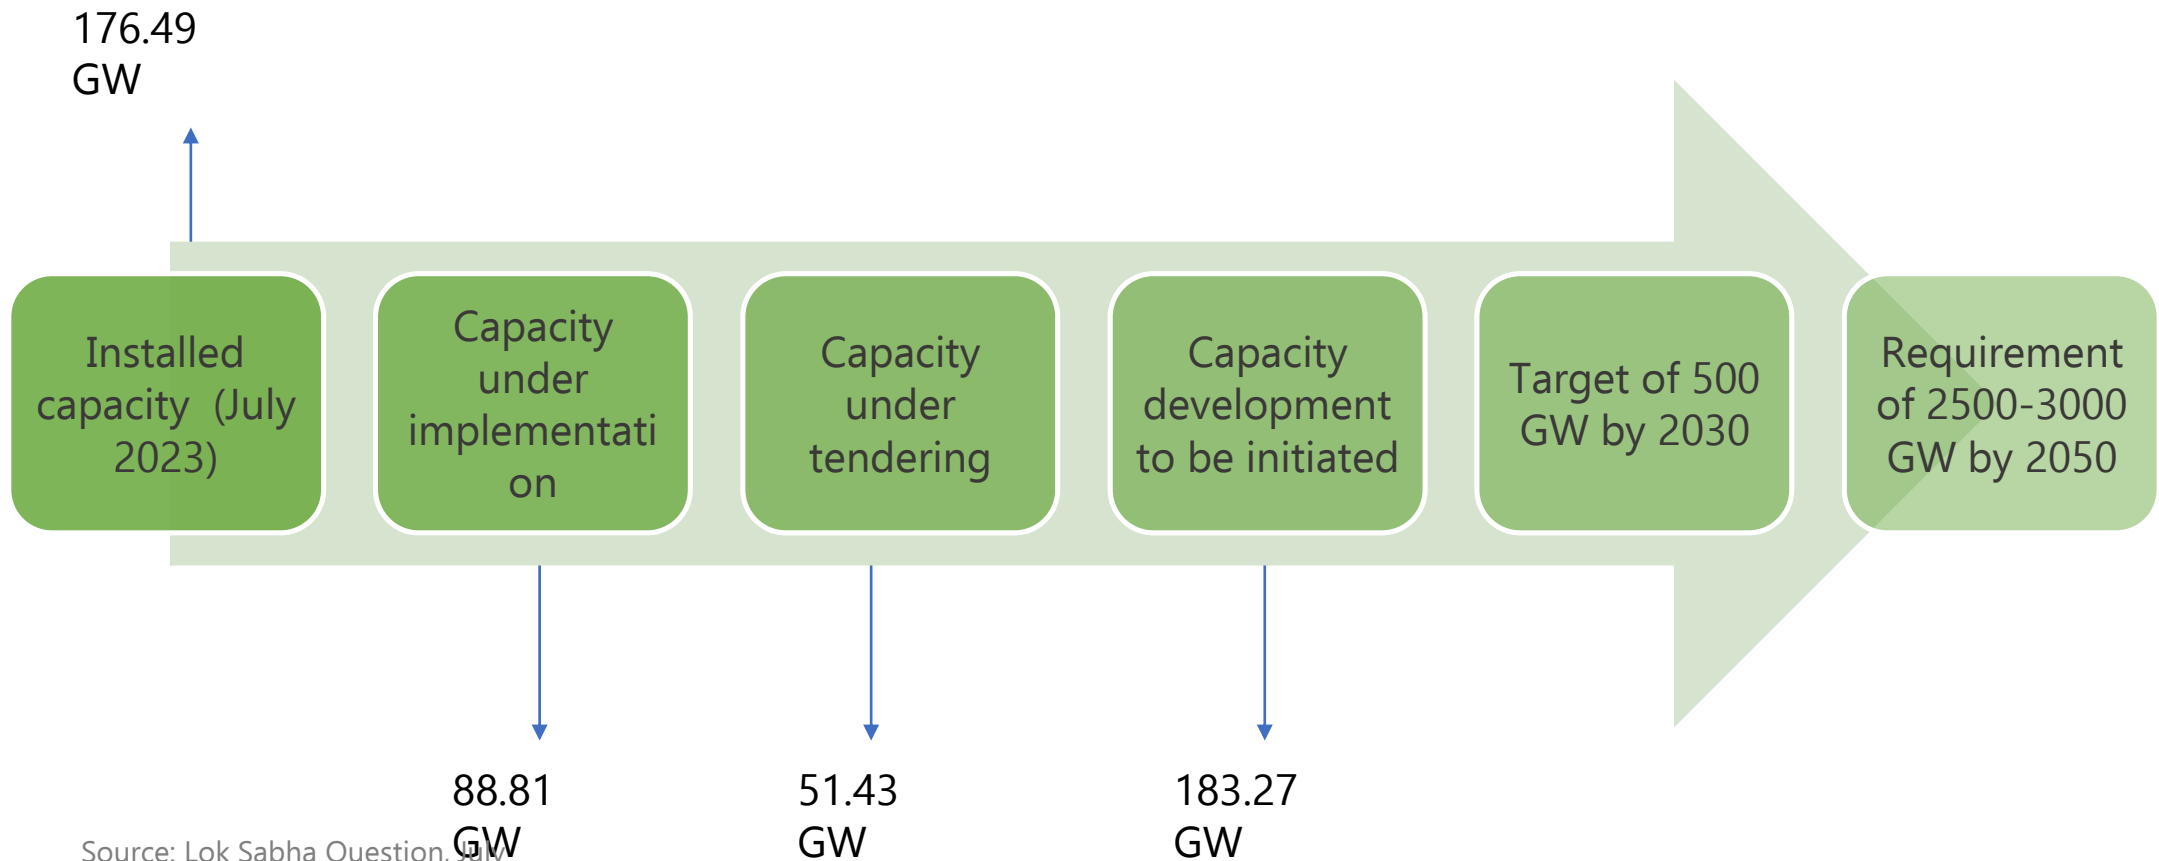 176.49
GW
Installed
capacity (July
2023)
Capacity
under
implementati
on
Capacity
under
tendering
Capacity
development
to be initiated
Target of 500
GW by 2030
Requirement
of 2500-3000
GW by 2050
88.81
GW
51.43
GW
183.27
GW
Source: Lok Sabha Question, July